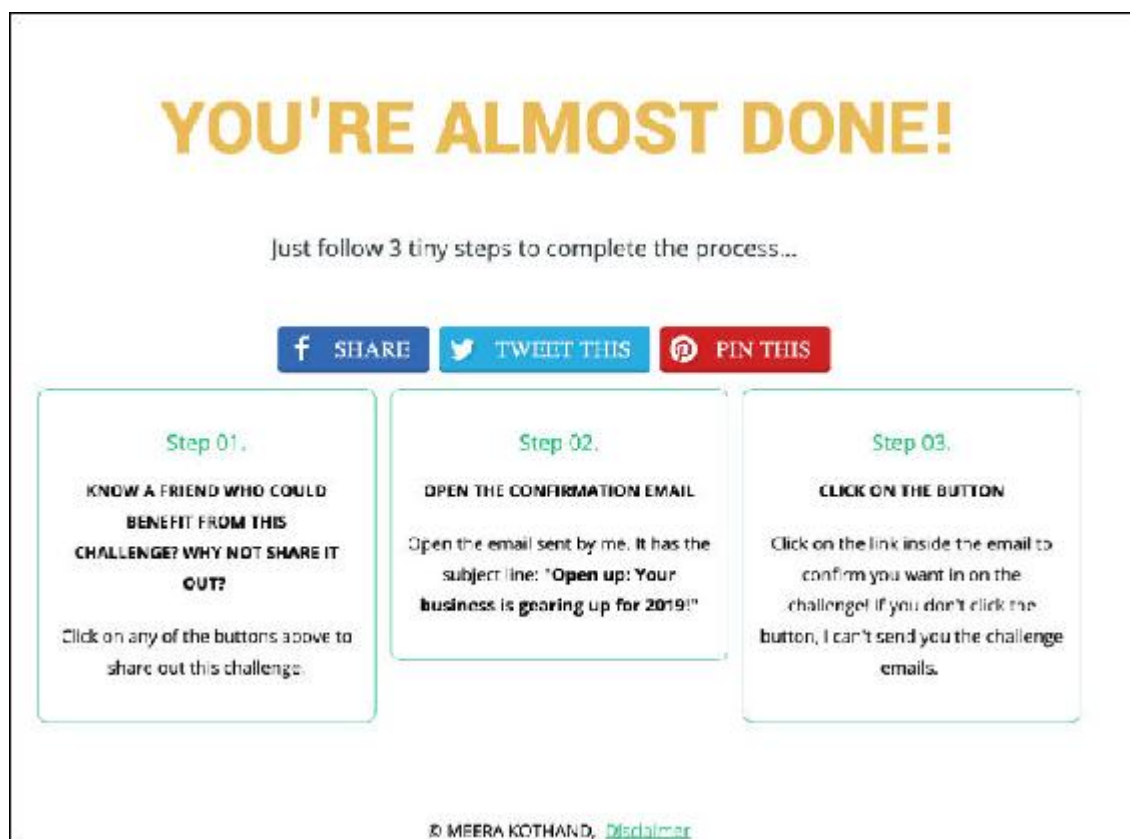 YOU'RE ALMOST DONE!
Just follow 3 tiny steps to complete the process...
SHARE
TWEET THIS
PIN THIS
Step 01.
KNOW A FRIEND WHO COULD
BENEFIT FROM THIS
CHALLENGE? WHY NOT SHARE IT
OUT?
Click on any of the buttons above to
share out this challenge.
Step 02.
OPEN THE CONFIRMATION EMAIL
Open the email sent by me. It has the
subject line: "Open up: Your
business is gearing up for 2019!"
Step 03.
CLICK ON THE BUTTON
Click on the link inside the email to
confirm you want in on the
challenge! If you don't click the
button, I can't send you the challenge
emails.
© MEERA KOTHAND, Disclaimer